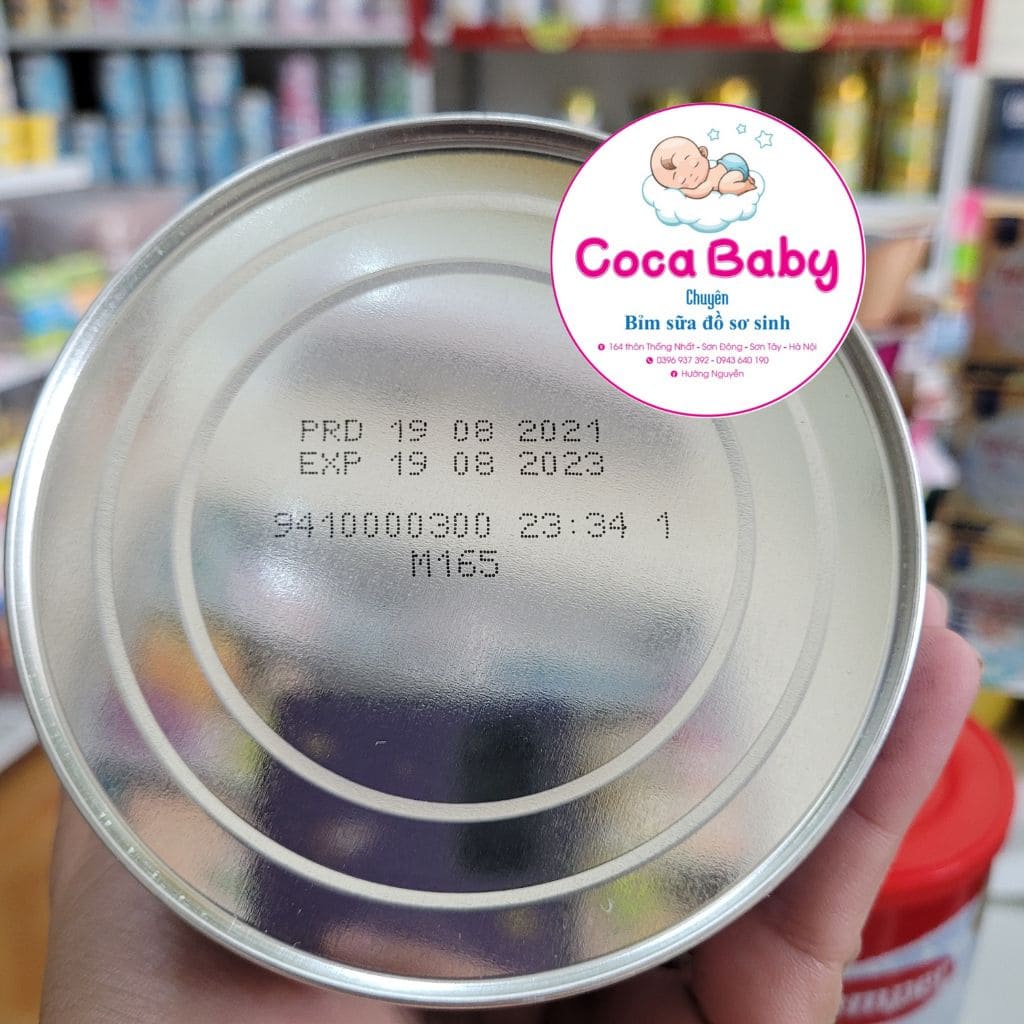 Coca Baby
Chuyên
Bỉm sữa đồ sơ sinh
164 thôn Thống Nhất - Sơn Đông - Sơn Tây - Hà Nội
0396 937 392 - 0943 640 190
Hường Nguyễn
PRD 19 08 2021
EXP 19 08 2023
9410000300 23:34 1
M165